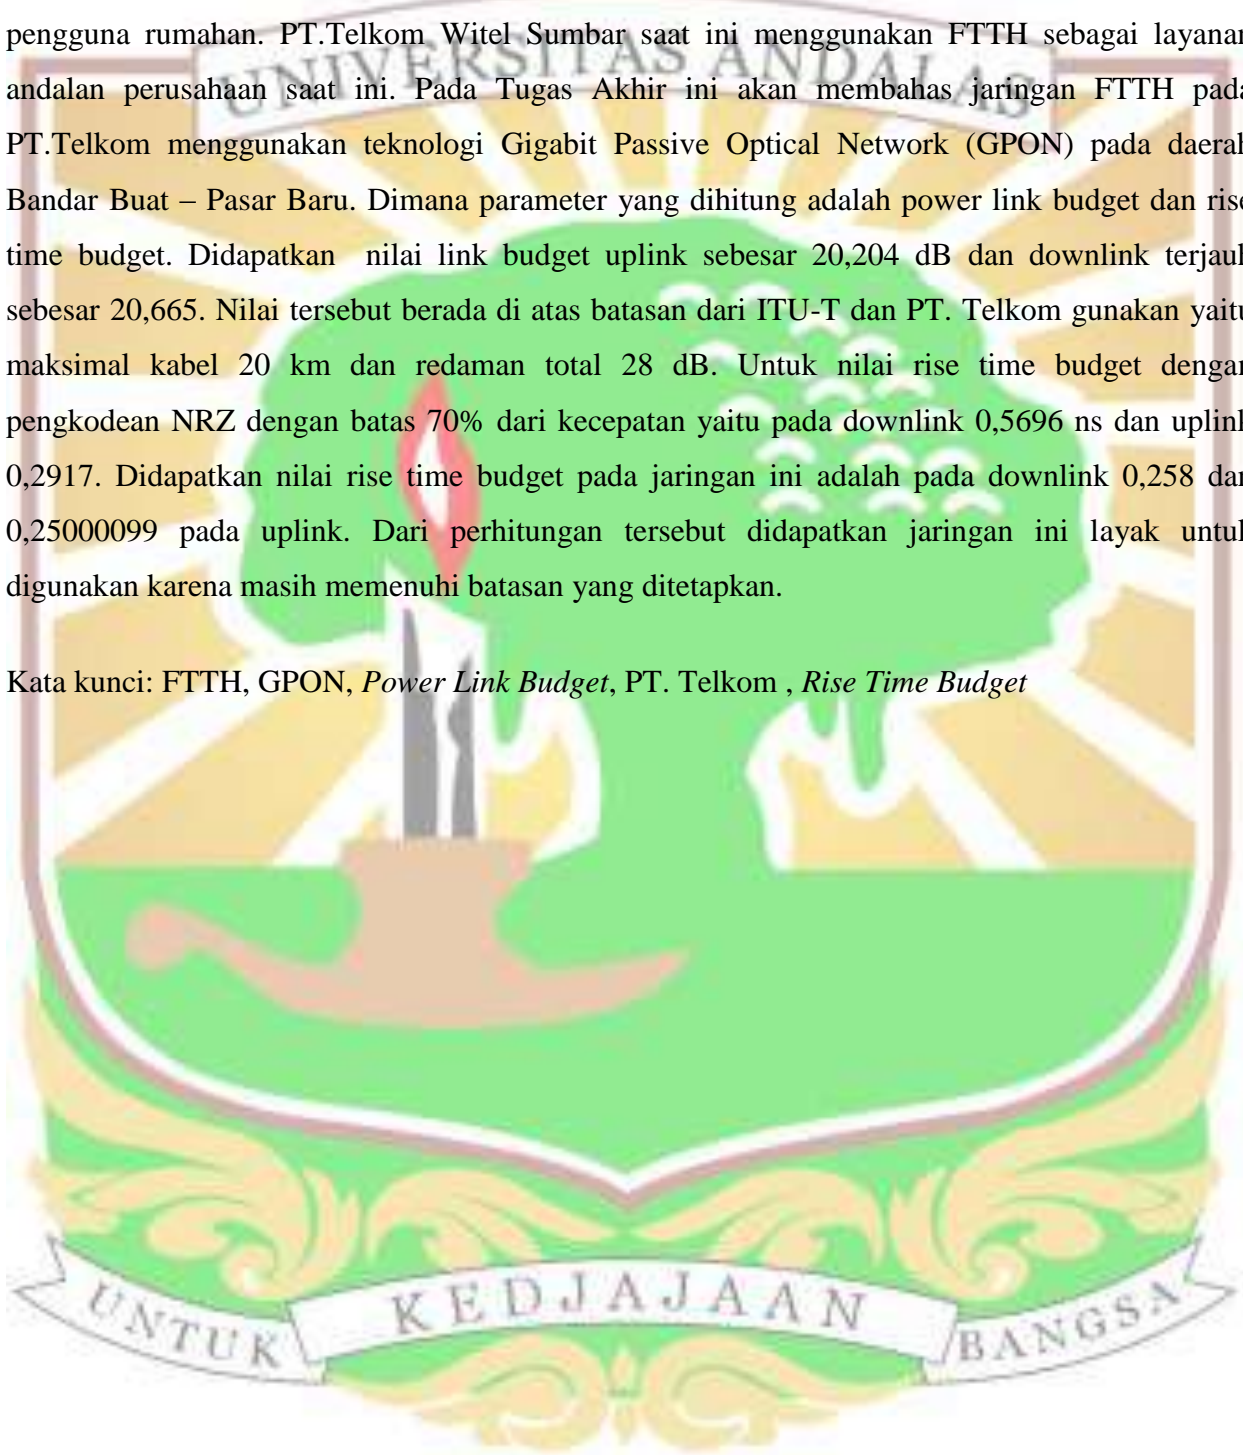 pengguna rumahan. PT.Telkom Witel Sumbar saat ini menggunakan FTTH sebagai layanan
UNIVERSITAS ANDALAS
andalan perusahaan saat ini. Pada Tugas Akhir ini akan membahas jaringan FTTH pada
PT.Telkom menggunakan teknologi Gigabit Passive Optical Network (GPON) pada daerah
Bandar Buat – Pasar Baru. Dimana parameter yang dihitung adalah power link budget dan rise
time budget. Didapatkan nilai link budget uplink sebesar 20,204 dB dan downlink terjauh
sebesar 20,665. Nilai tersebut berada di atas batasan dari ITU-T dan PT. Telkom gunakan yaitu
maksimal kabel 20 km dan redaman total 28 dB. Untuk nilai rise time budget dengan
pengkodean NRZ dengan batas 70% dari kecepatan yaitu pada downlink 0,5696 ns dan uplink
0,2917. Didapatkan nilai rise time budget pada jaringan ini adalah pada downlink 0,258 dan
0,25000099 pada uplink. Dari perhitungan tersebut didapatkan jaringan ini layak untuk
digunakan karena masih memenuhi batasan yang ditetapkan.
Kata kunci: FTTH, GPON, Power Link Budget, PT. Telkom , Rise Time Budget
UNTUK KEDJAJAAN BANGSA